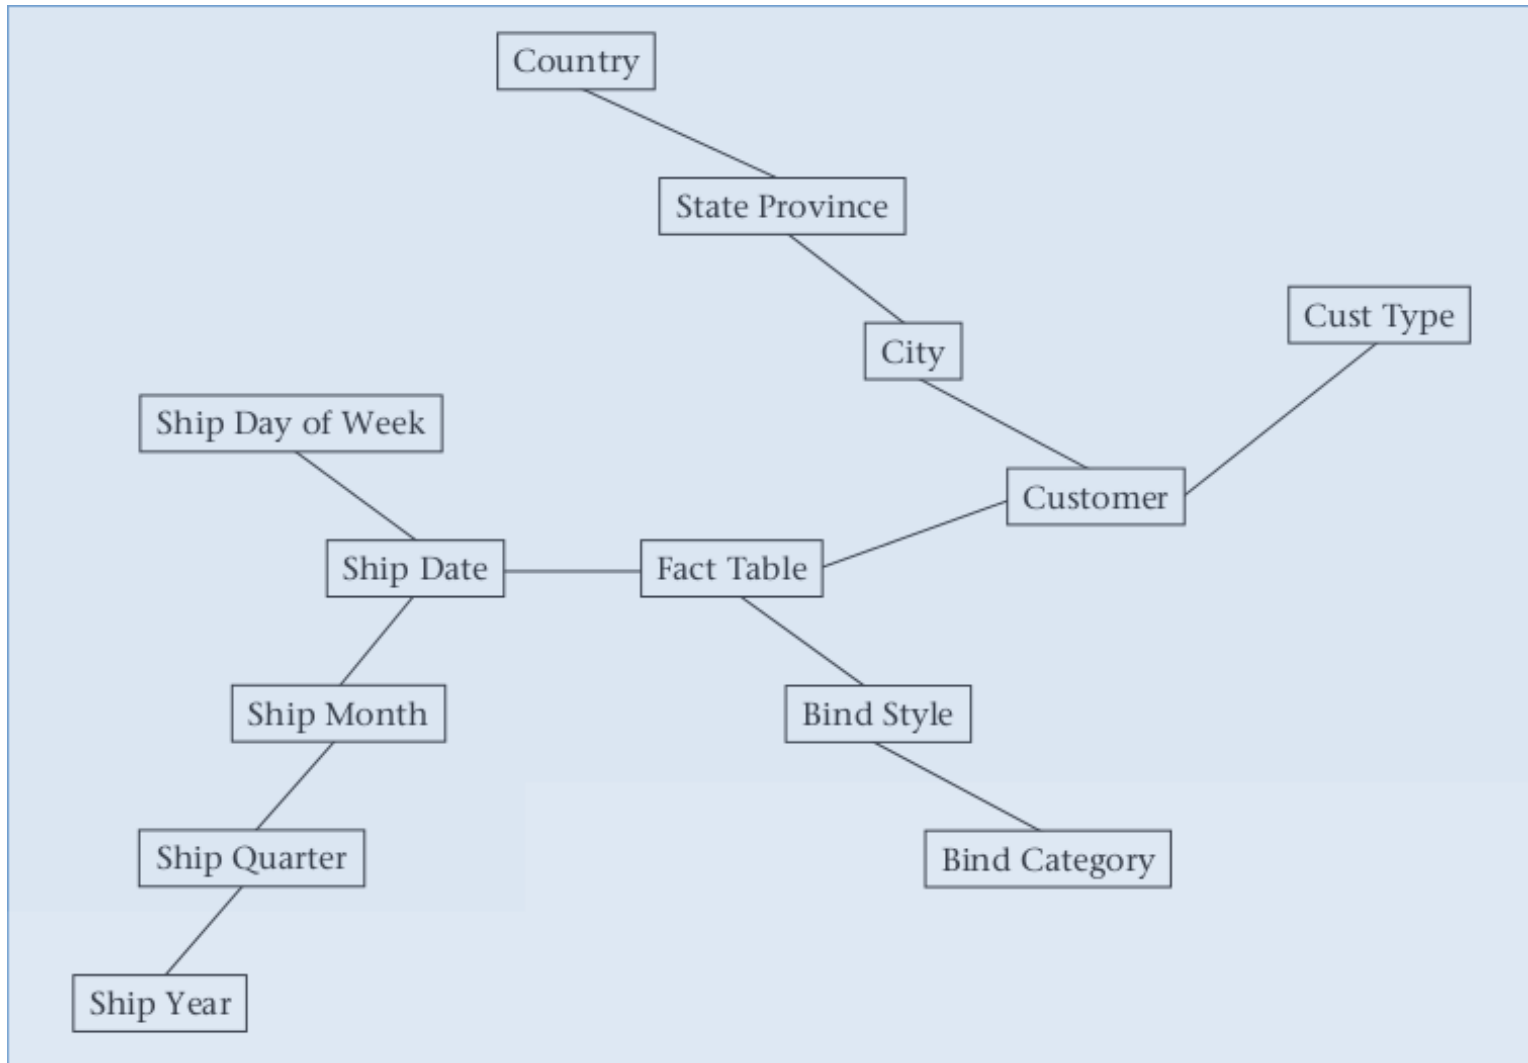 Country
State Province
Cust Type
City
Ship Day of Week
Customer
Ship Date
Fact Table
Ship Month
Bind Style
Ship Quarter
Bind Category
Ship Year